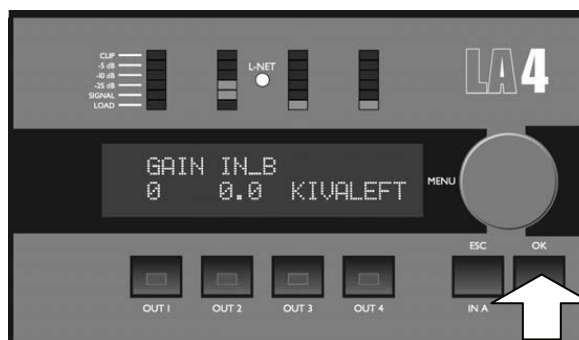 CLIP
-5 dB
-10 dB
-25 dB
SIGNAL
LOAD
L-NET
LA4
GAIN IN_B
0 0.0 KIVALEFT
MENU
ESC OK
OUT 1 OUT 2 OUT 3 OUT 4 IN A